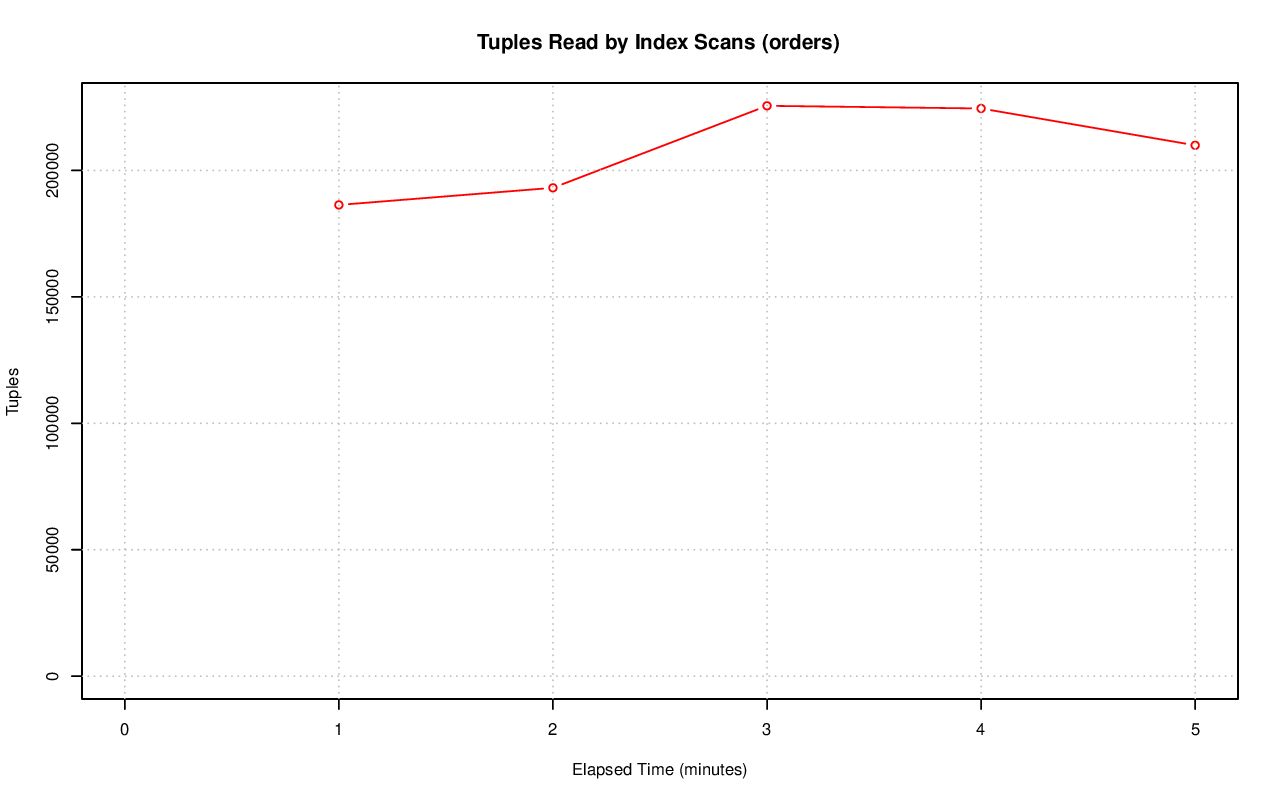 Tuples Read by Index Scans (orders)
Tuples
200000
150000
100000
50000
0
0 1 2 3 4 5
Elapsed Time (minutes)